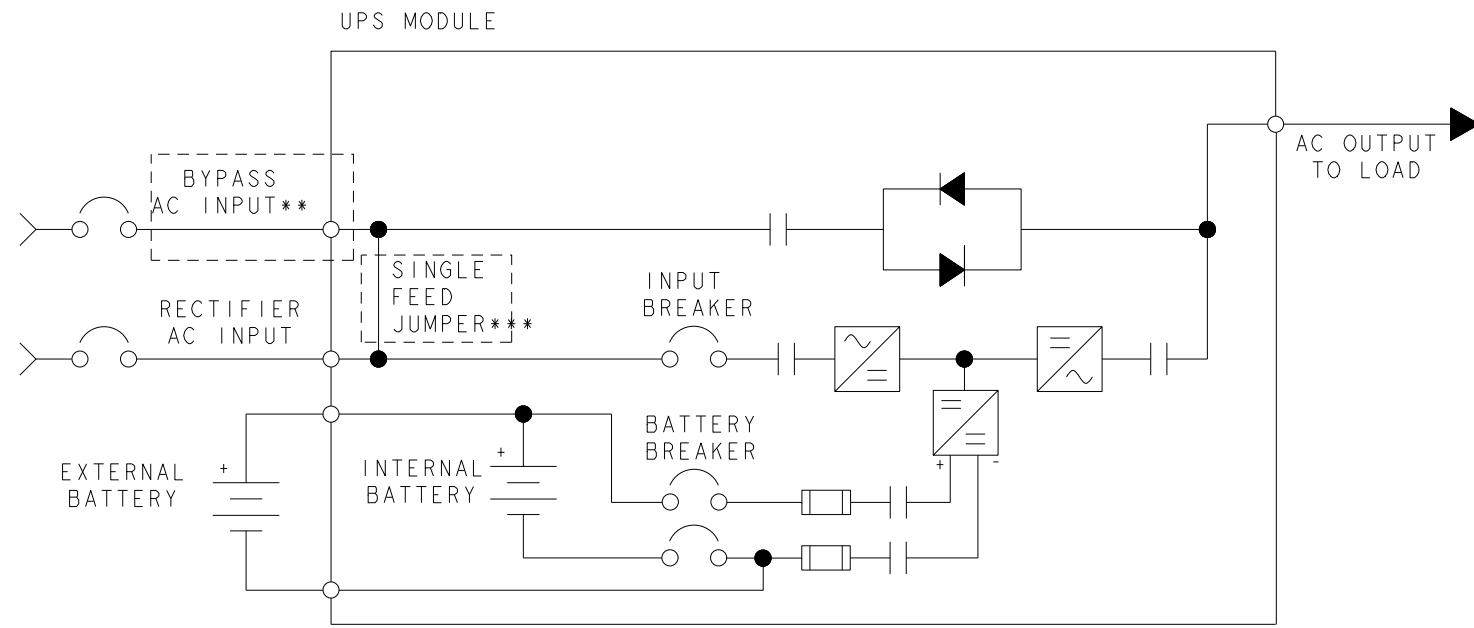 UPS MODULE
BYPASS
AC INPUT**
AC OUTPUT
TO LOAD
SINGLE
FEED
JUMPER***
INPUT
BREAKER
RECTIFIER
AC INPUT
BATTERY
BREAKER
EXTERNAL
BATTERY
+
INTERNAL
BATTERY
+
+
-